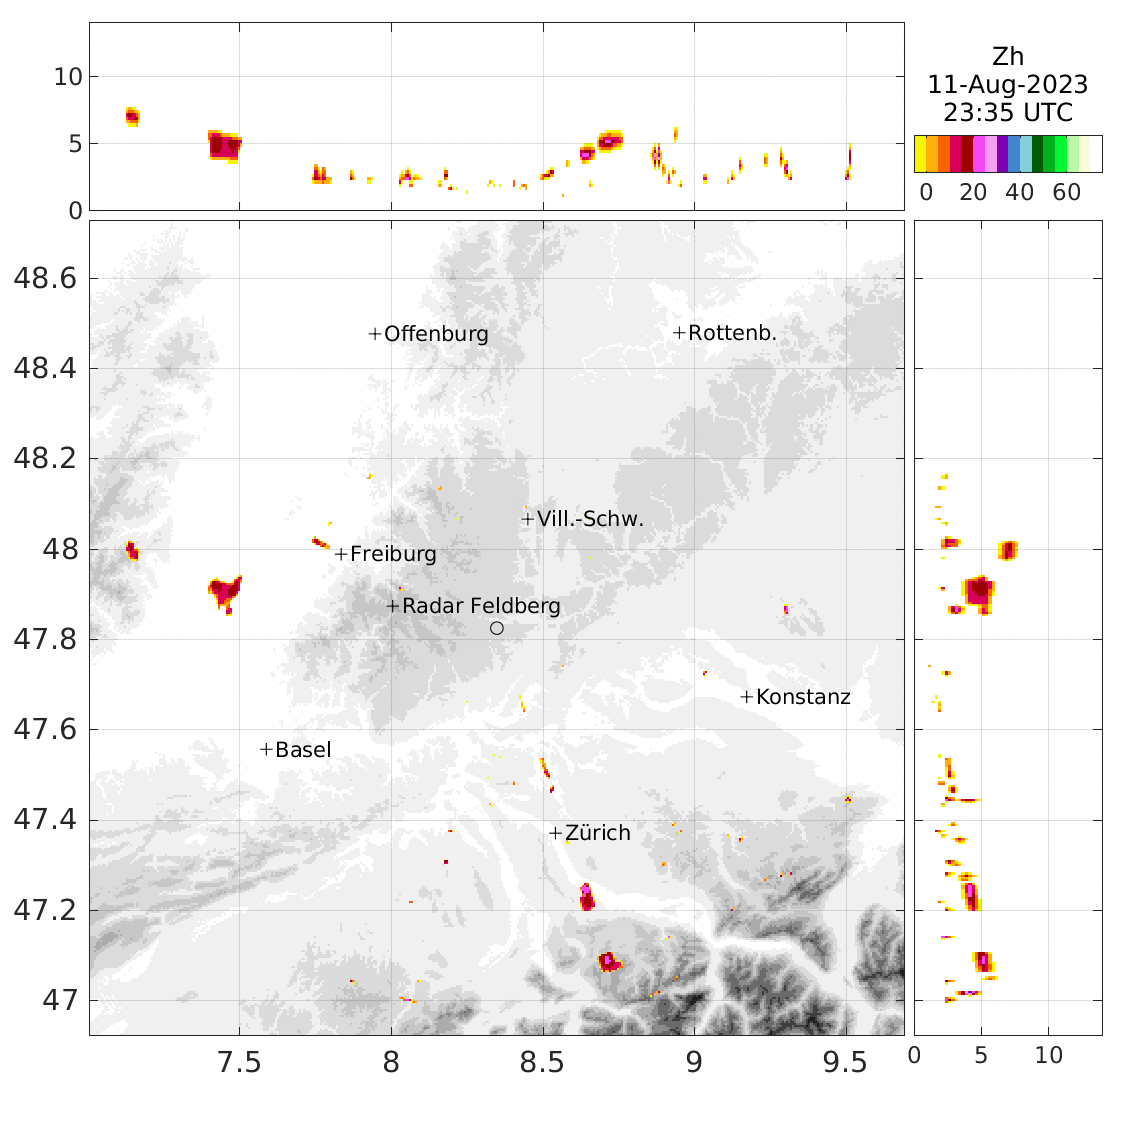 Zh
11-Aug-2023
23:35 UTC
0 20 40 60
10
5
0
48.6
48.4
48.2
48
47.8
47.6
47.4
47.2
47
Offenburg
Rottenb.
Vill.-Schw.
Freiburg
Radar Feldberg
Konstanz
Basel
Zürich
7.5 8 8.5 9 9.5
0 5 10